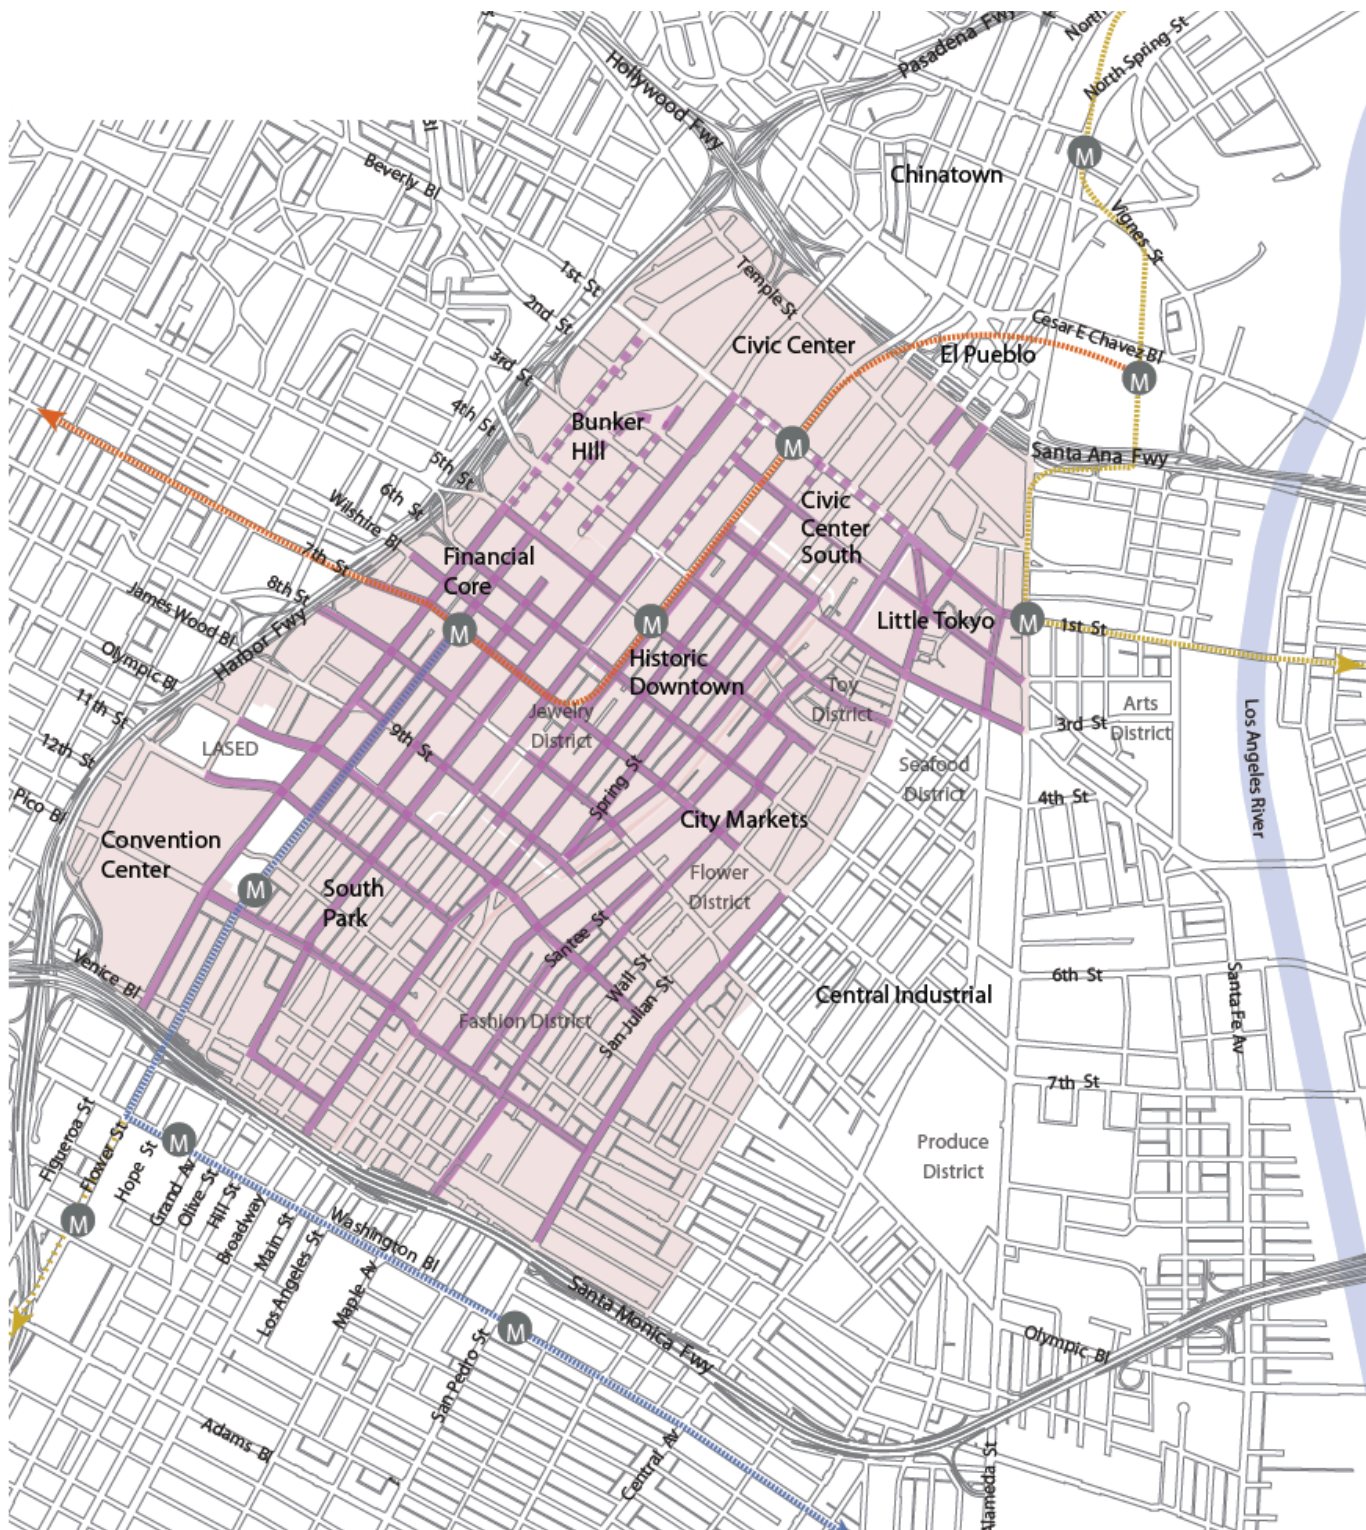 Pasadena Fwy
North
North Spring St
Hollywood Fwy
Bl
Beverly Bl
M
Chinatown
Vignes St
1st St
Temple St
2nd St
Cesar E Chavez Bl
Civic Center
El Pueblo
3rd St
M
4th St
Bunker
HIll
M
5th St
Santa Ana Fwy
6th St
Wilshire Bl
Civic
Center
South
7th St
Financial
Core
8th St
James Wood Bl
Harbor Fwy
M
M
Little Tokyo
M
1st St
Olympic Bl
Historic
Downtown
11th St
Toy
District
Arts
District
Jewelry
District
3rd St
9th St
LASED
12th St
Los Angeles River
Seafood
District
Spring St
4th St
Pico Bl
City Markets
Convention
Center
Flower
District
M
South
Park
Santee St
Wall St
6th St
Santa Fe Av
Venice Bl
Central Industrial
San Julian St
Fashion District
7th St
Figueroa St
Flower St
Hope St
M
Grand Av
Olive St
Hill St
Broadway
Main St
Los Angeles St
Maple Av
Washington Bl
Produce
District
M
Santa Monica Fwy
M
San Pedro St
Olympic Bl
Adams Bl
Central Av
Alameda St